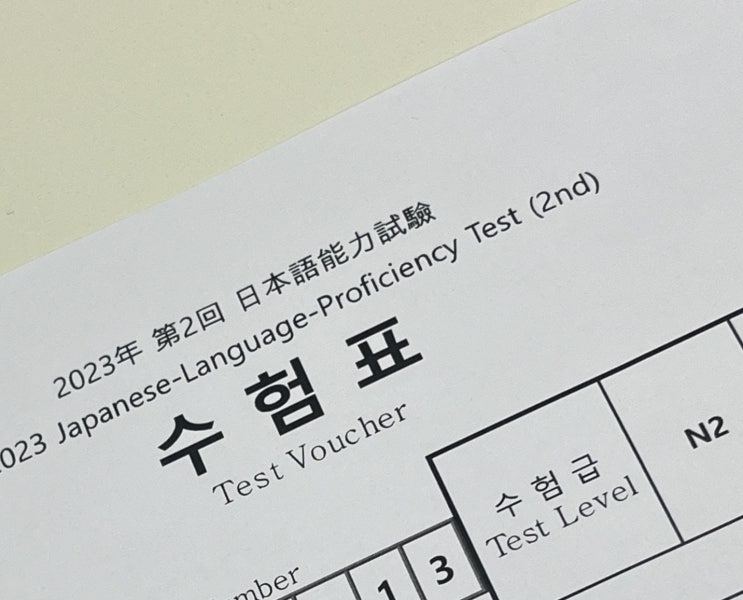 2023年 第2回 日本語能力試驗
2023 Japanese-Language-Proficiency Test (2nd)
수험표
Test Voucher
수험급
Test Level
N2
1 3